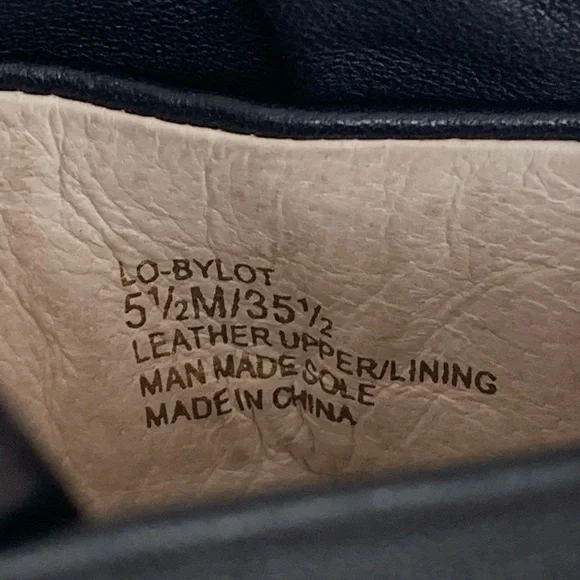 LO-BYLOT
5½M/35½
LEATHER UPPER/LINING
MAN MADE SOLE
MADE IN CHINA